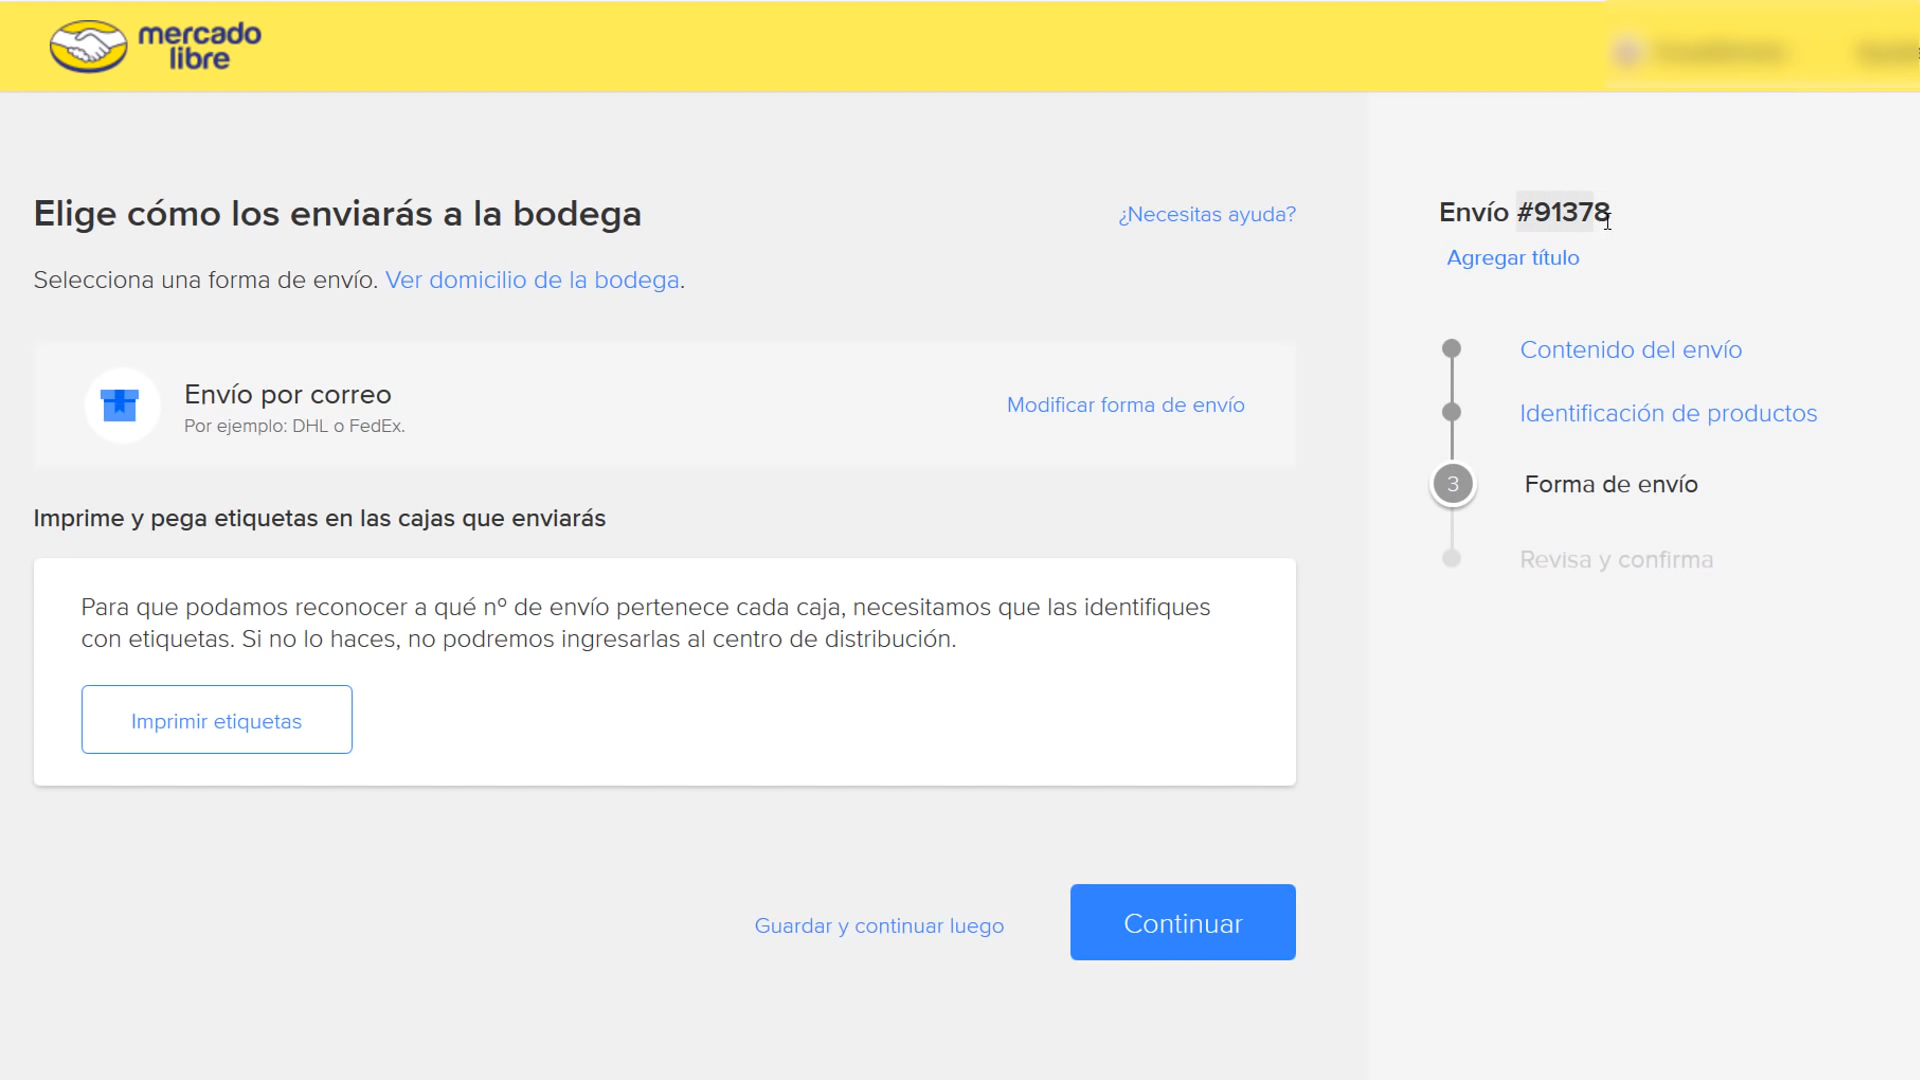 mercado
libre
Elige cómo los enviarás a la bodega
¿Necesitas ayuda?
Selecciona una forma de envío. Ver domicilio de la bodega.
Envío por correo
Por ejemplo: DHL o FedEx.
Modificar forma de envío
Imprime y pega etiquetas en las cajas que enviarás
Para que podamos reconocer a qué nº de envío pertenece cada caja, necesitamos que las identifiques
con etiquetas. Si no lo haces, no podremos ingresarlas al centro de distribución.
Imprimir etiquetas
Guardar y continuar luego
Continuar
Envío #91378
Agregar título
Contenido del envío
Identificación de productos
3
Forma de envío
Revisa y confirma